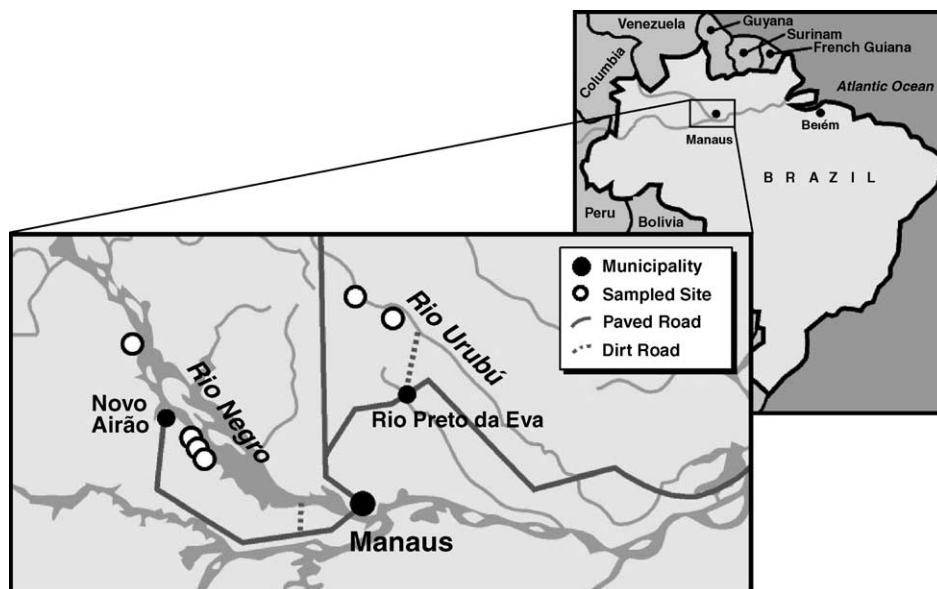 Venezuela
Guyana
Surinam
French Guiana
Columbia
Atlantic Ocean
Manaus
Belém
B R A Z I L
Peru
Bolivia
Municipality
Sampled Site
Paved Road
Dirt Road
Rio Urubú
Rio Negro
Novo
Airão
Rio Preto da Eva
Manaus